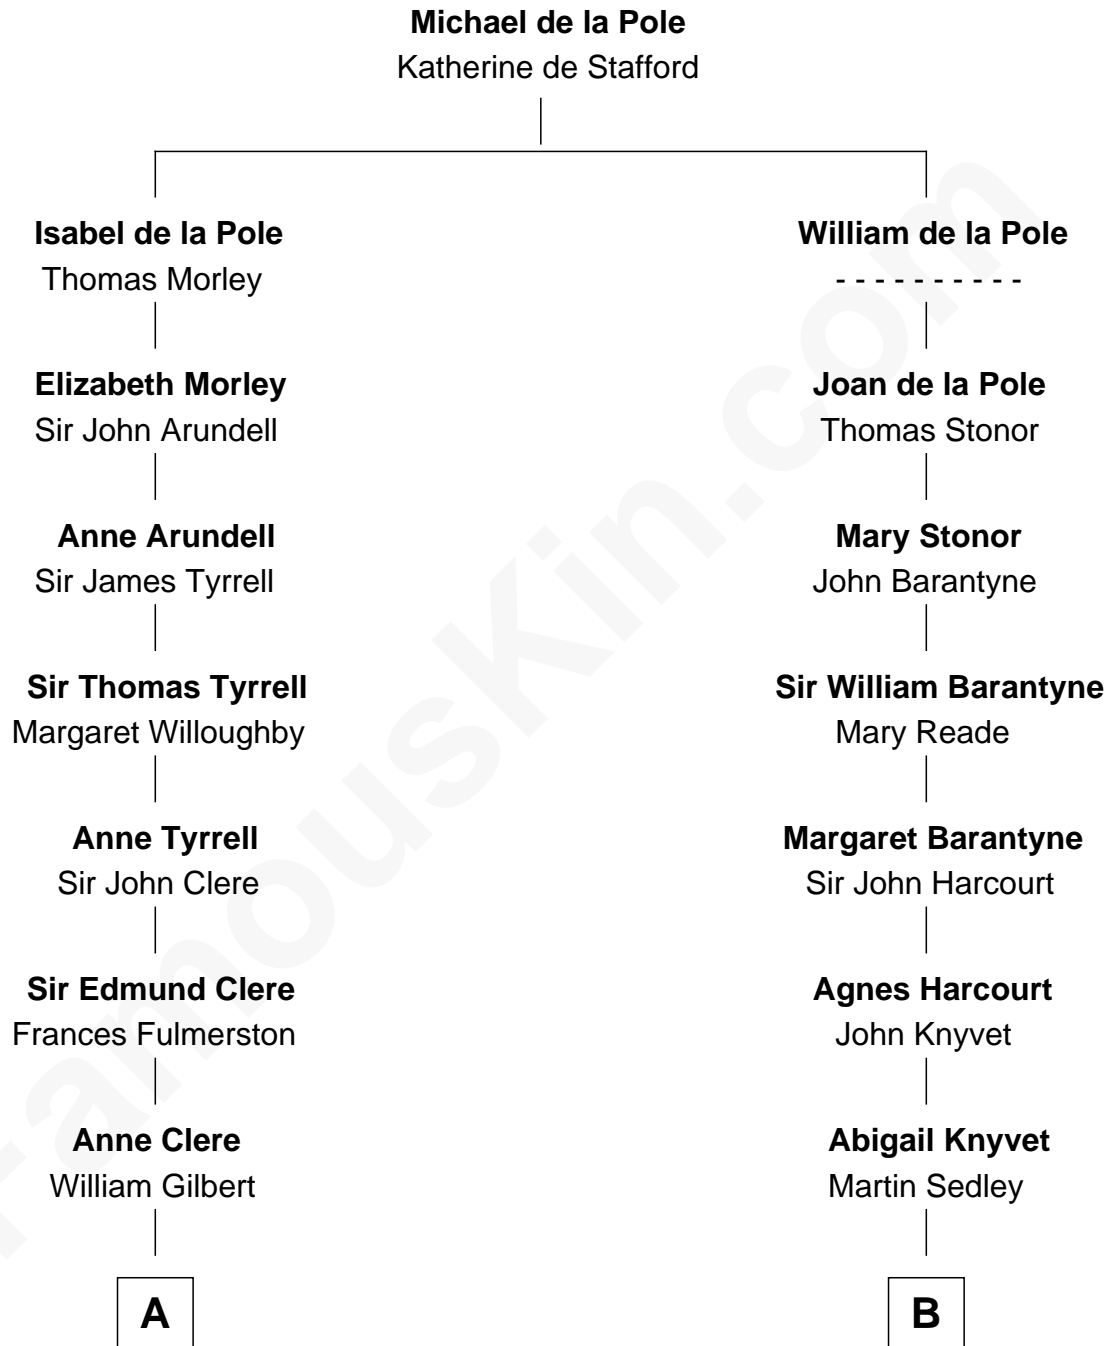 Michael de la Pole
Katherine de Stafford
Isabel de la Pole
Thomas Morley
William de la Pole
- - - - - - - - - -
Elizabeth Morley
Sir John Arundell
Joan de la Pole
Thomas Stonor
Anne Arundell
Sir James Tyrrell
Mary Stonor
John Barantyne
Sir Thomas Tyrrell
Margaret Willoughby
Sir William Barantyne
Mary Reade
Anne Tyrrell
Sir John Clere
Margaret Barantyne
Sir John Harcourt
Sir Edmund Clere
Frances Fulmerston
Agnes Harcourt
John Knyvet
Anne Clere
William Gilbert
Abigail Knyvet
Martin Sedley
A
B
FamousKin.com